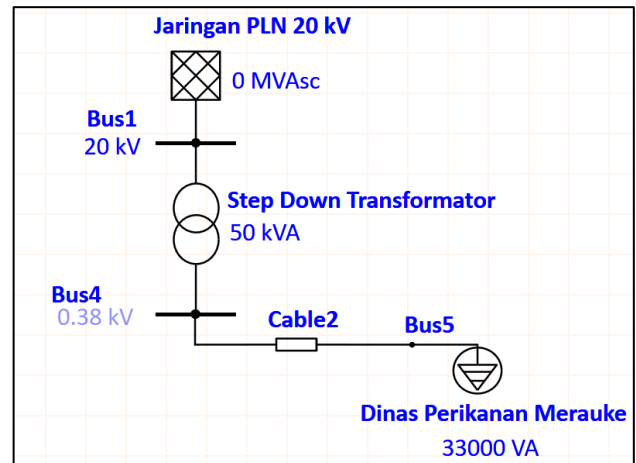 Jaringan PLN 20 kV
0 MVAsc
Bus1
20 kV
Step Down Transformator
50 kVA
Bus4
0.38 kV
Cable2
Bus5
Dinas Perikanan Merauke
33000 VA